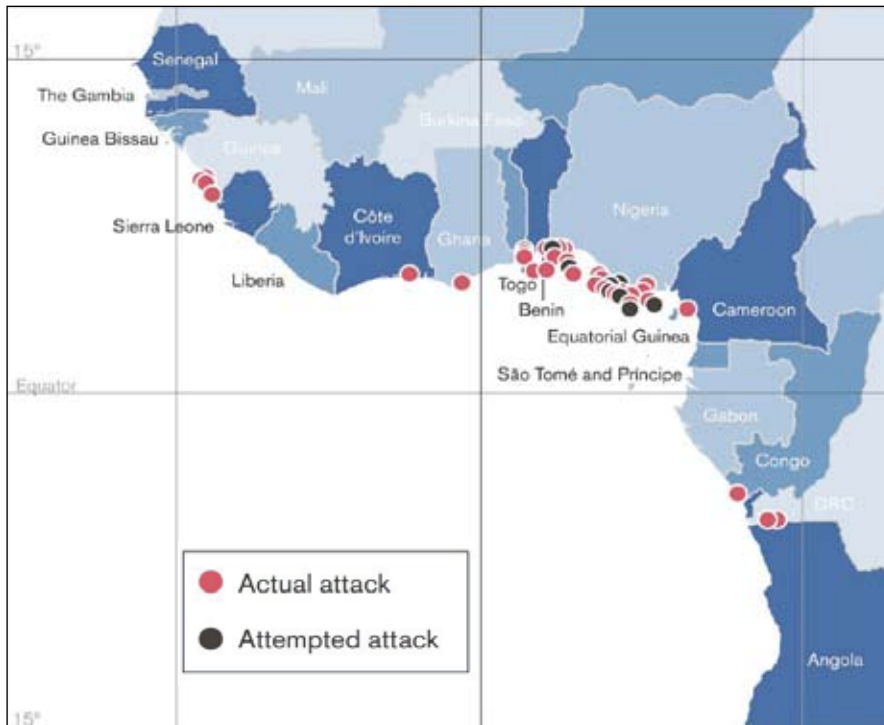 15°
Senegal
The Gambia
Mali
Guinea Bissau
Burkina Faso
Guinea
Sierra Leone
Côte
d'Ivoire
Ghana
Nigeria
Liberia
Togo
Benin
Cameroon
Equatorial Guinea
São Tomé and Príncipe
Equator
Gabon
Congo
DRC
Actual attack
Attempted attack
Angola
15°